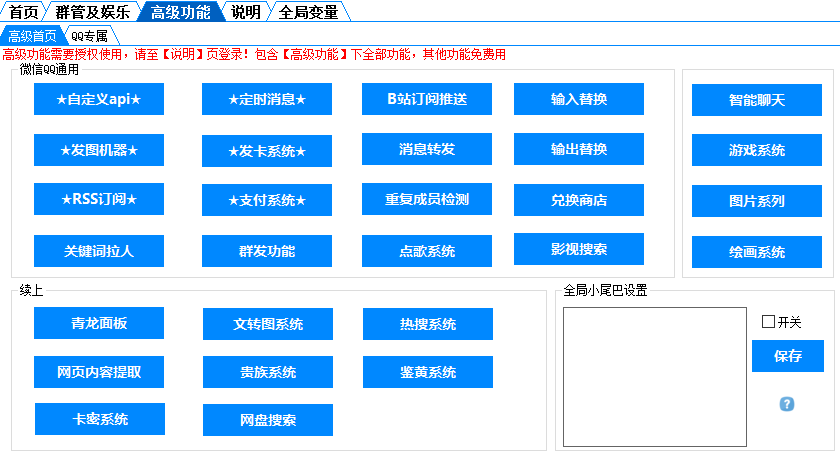 首页 群管及娱乐 高级功能 说明 全局变量
高级首页 QQ专属
高级功能需要授权使用，请至【说明】页登录！包含【高级功能】下全部功能，其他功能免费用
微信QQ通用
★自定义api★ ★定时消息★ B站订阅推送 输入替换 智能聊天
★发图机器★ ★发卡系统★ 消息转发 输出替换 游戏系统
★RSS订阅★ ★支付系统★ 重复成员检测 兑换商店 图片系列
关键词拉人 群发功能 点歌系统 影视搜索 绘画系统
续上 全局小尾巴设置
青龙面板 文转图系统 热搜系统 开关
网页内容提取 贵族系统 鉴黄系统 保存
卡密系统 网盘搜索 ?